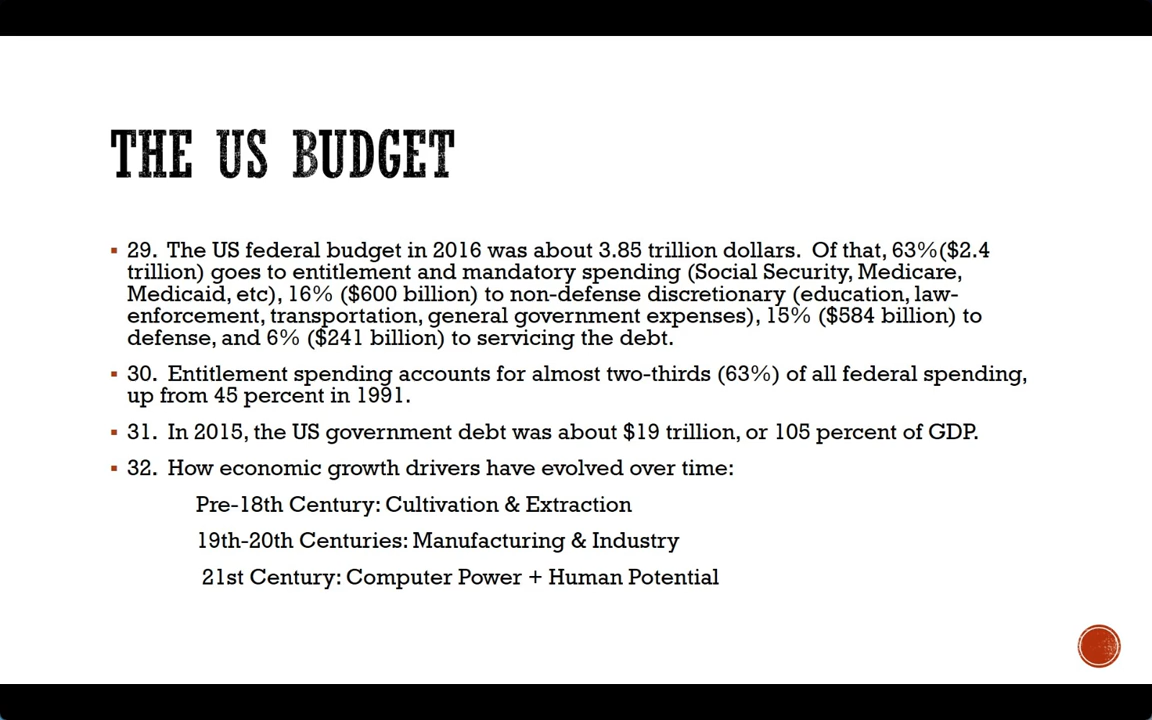 THE US BUDGET
▪ 29. The US federal budget in 2016 was about 3.85 trillion dollars. Of that, 63%($2.4
trillion) goes to entitlement and mandatory spending (Social Security, Medicare,
Medicaid, etc), 16% ($600 billion) to non-defense discretionary (education, law-
enforcement, transportation, general government expenses), 15% ($584 billion) to
defense, and 6% ($241 billion) to servicing the debt.
▪ 30. Entitlement spending accounts for almost two-thirds (63%) of all federal spending,
up from 45 percent in 1991.
▪ 31. In 2015, the US government debt was about $19 trillion, or 105 percent of GDP.
▪ 32. How economic growth drivers have evolved over time:
Pre-18th Century: Cultivation & Extraction
19th-20th Centuries: Manufacturing & Industry
21st Century: Computer Power + Human Potential